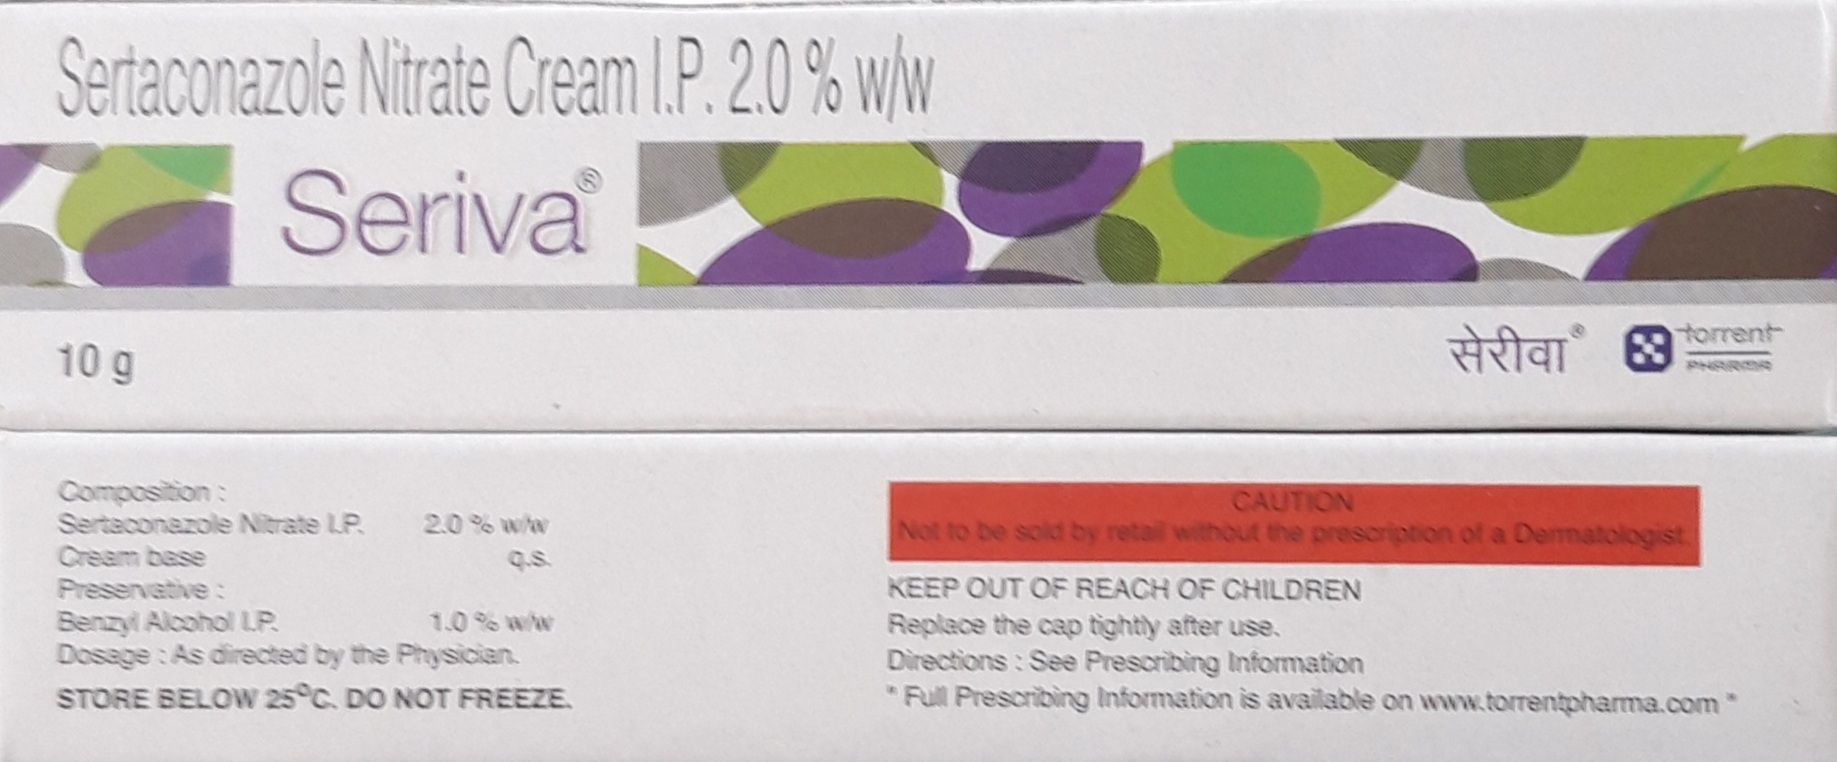 Sertaconazole Nitrate Cream I.P. 2.0 % w/w
Seriva®
10 g
सेरीवा®
torrent
PHARMA
Composition :
Sertaconazole Nitrate I.P. 2.0 % w/w
Cream base q.s.
Preservative :
Benzyl Alcohol I.P. 1.0 % w/w
Dosage : As directed by the Physician.
STORE BELOW 25°C. DO NOT FREEZE.
CAUTION
Not to be sold by retail without the prescription of a Dermatologist.
KEEP OUT OF REACH OF CHILDREN
Replace the cap tightly after use.
Directions : See Prescribing Information
* Full Prescribing Information is available on www.torrentpharma.com *